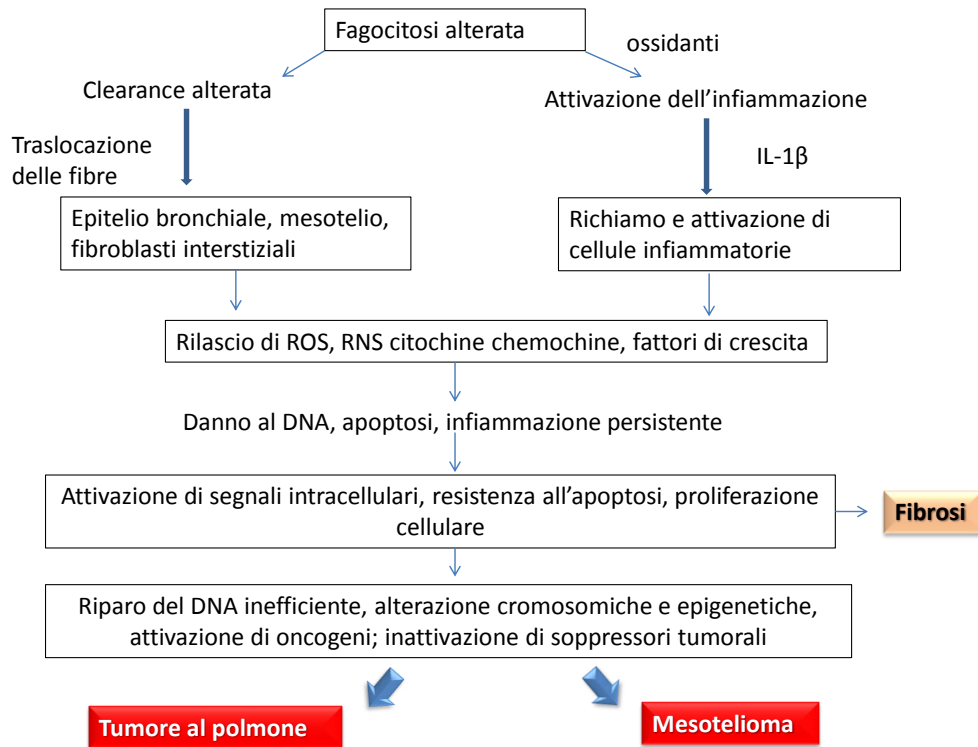 Fagocitosi alterata
ossidanti
Clearance alterata
Attivazione dell'infiammazione
Traslocazione
delle fibre
IL-1β
Epitelio bronchiale, mesotelio,
fibroblasti interstiziali
Richiamo e attivazione di
cellule infiammatorie
Rilascio di ROS, RNS citochine chemochine, fattori di crescita
Danno al DNA, apoptosi, infiammazione persistente
Attivazione di segnali intracellulari, resistenza all'apoptosi, proliferazione
cellulare
Fibrosi
Riparo del DNA inefficiente, alterazione cromosomiche e epigenetiche,
attivazione di oncogeni; inattivazione di soppressori tumorali
Tumore al polmone
Mesotelioma